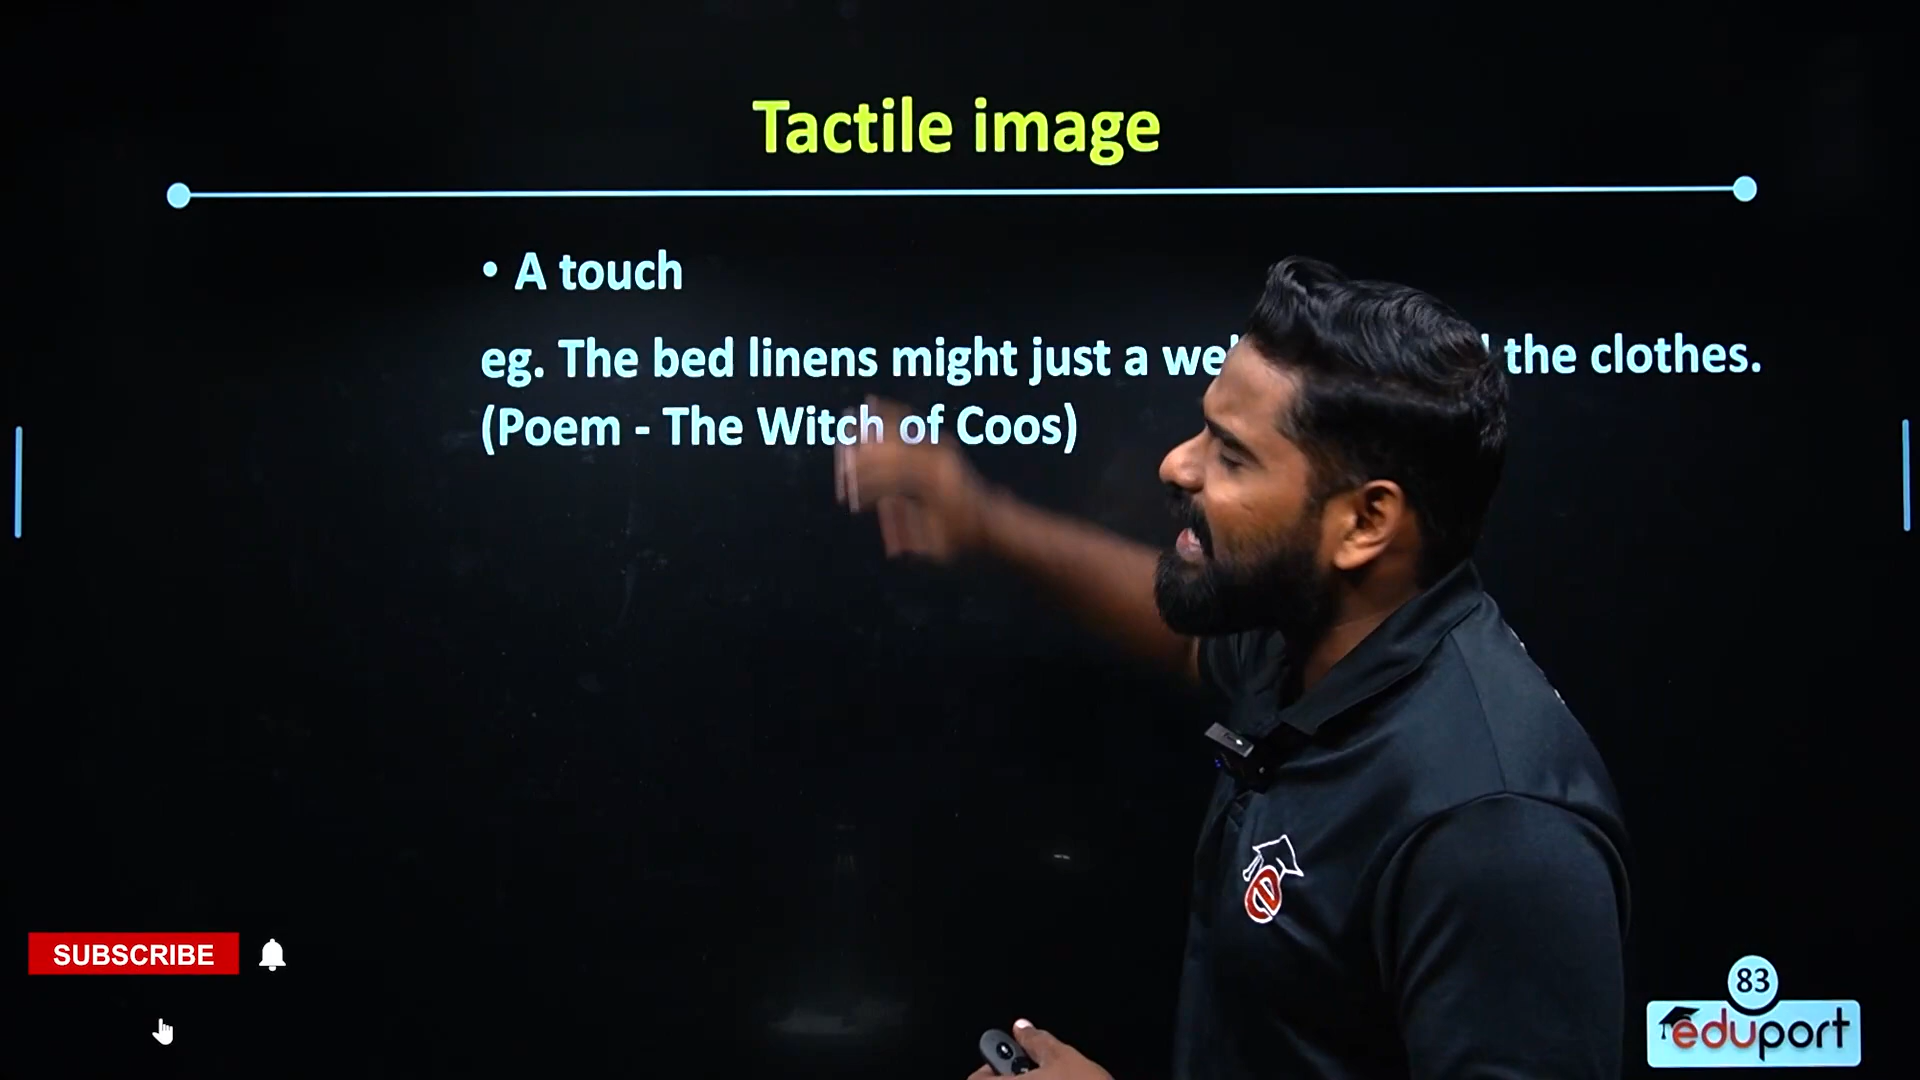 Tactile image
• A touch
eg. The bed linens might just a the clothes.
(Poem - The Witch of Coos)
SUBSCRIBE
83
eduport